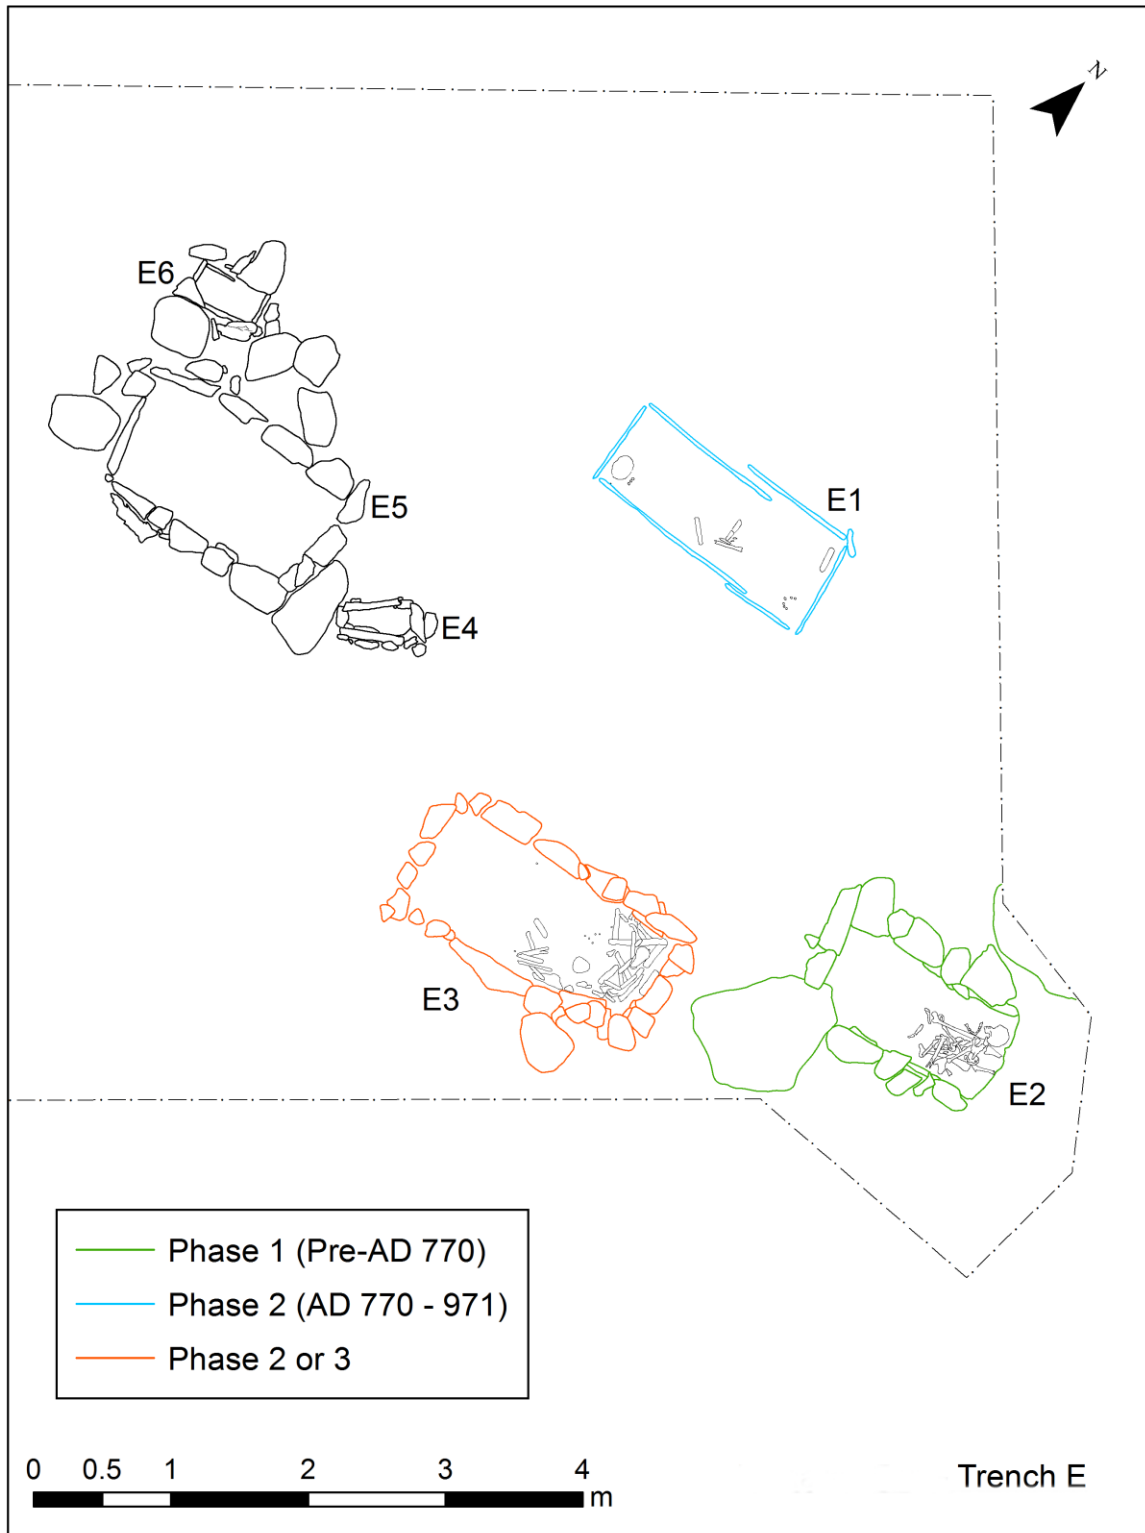 N
E6
E5
E1
E4
E3
E2
Phase 1 (Pre-AD 770)
Phase 2 (AD 770 - 971)
Phase 2 or 3
0 0.5 1 2 3 4
m
Trench E